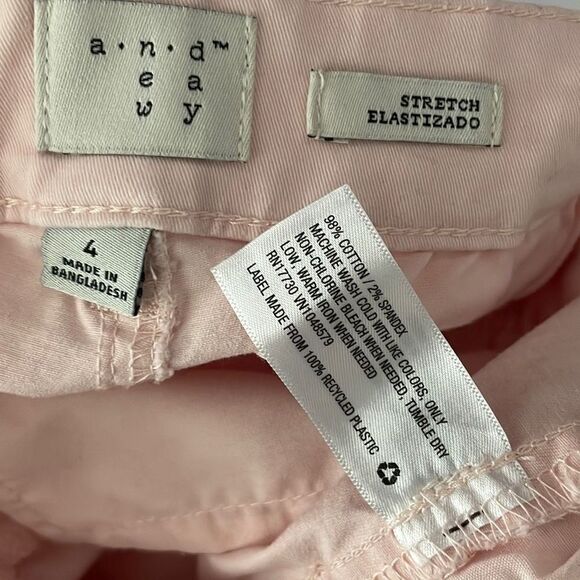 a·n·d™
e a
w y
STRETCH
ELASTIZADO
4
MADE IN
BANGLADESH
98% COTTON / 2% SPANDEX
MACHINE WASH COLD WITH LIKE COLORS, ONLY
NON-CHLORINE BLEACH WHEN NEEDED, TUMBLE DRY
LOW, WARM IRON WHEN NEEDED
RN17730 VN1048579
LABEL MADE FROM 100% RECYCLED PLASTIC